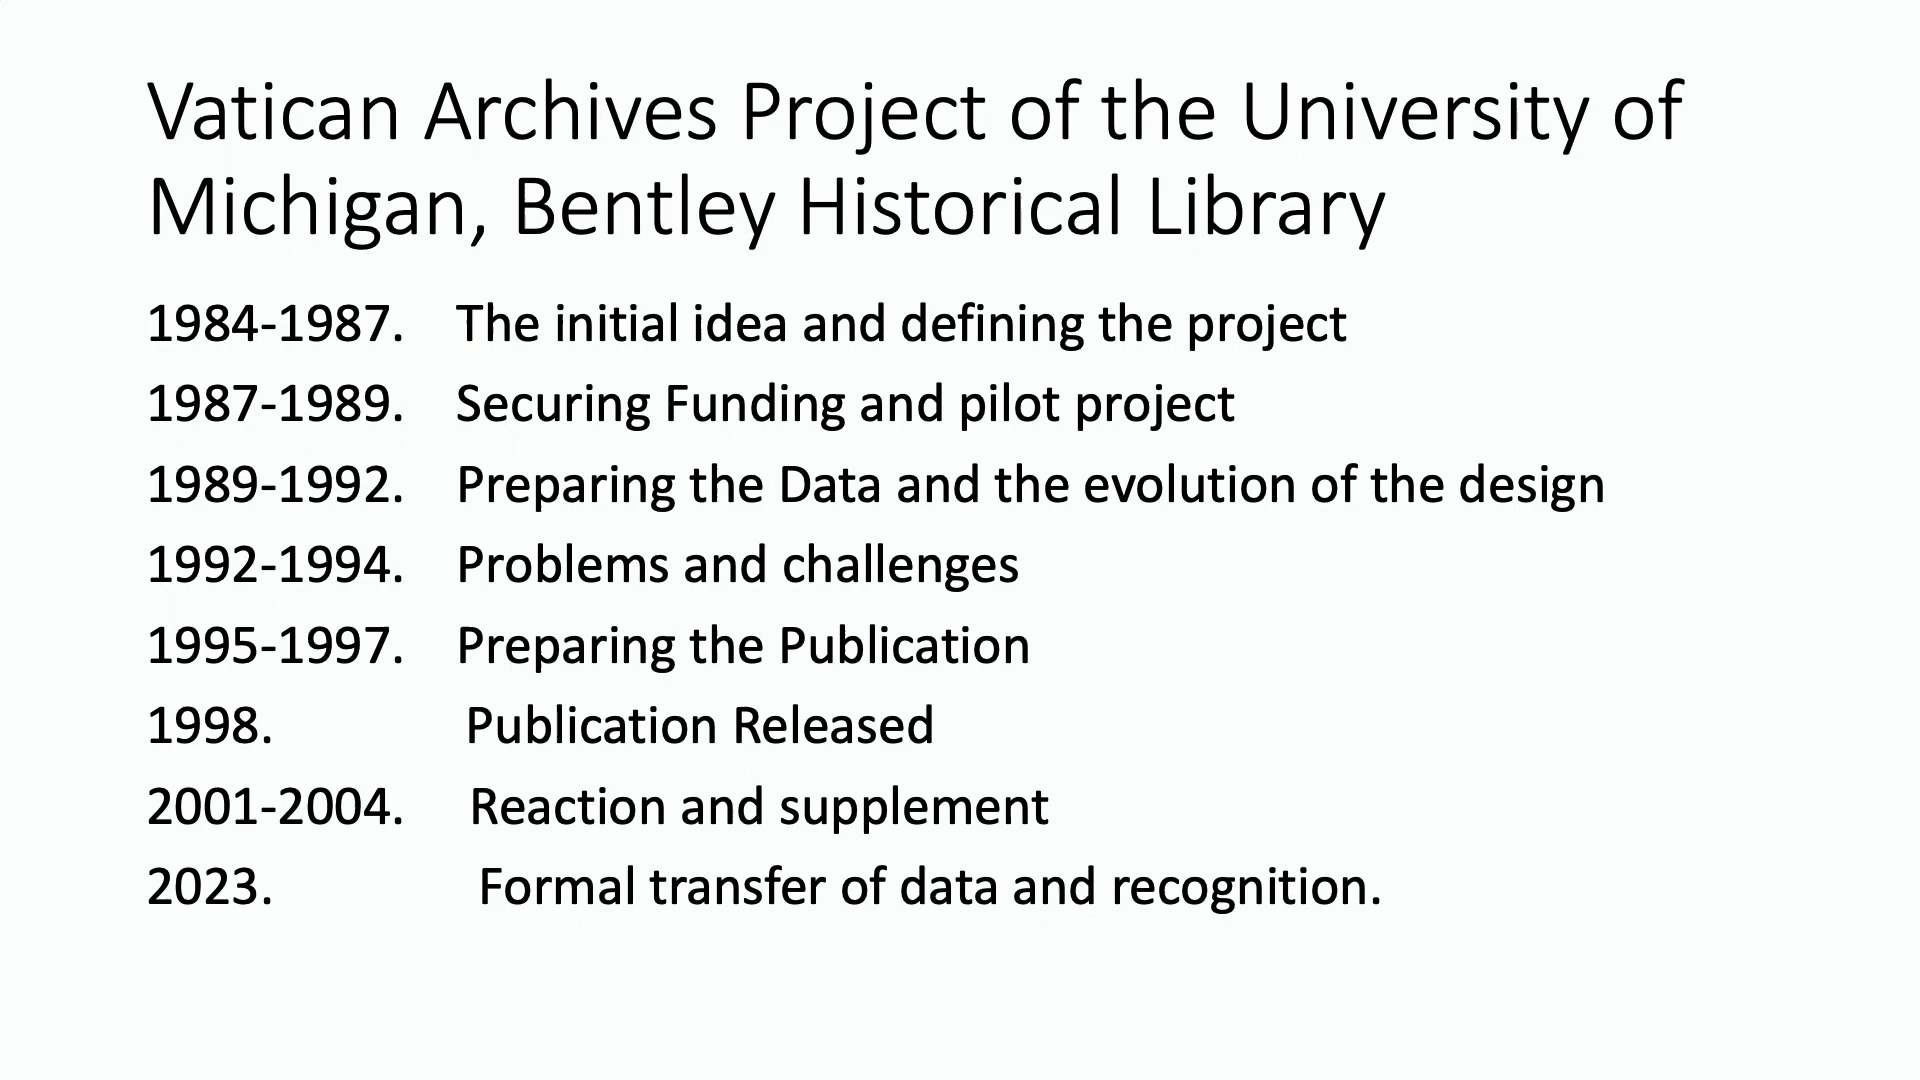 Vatican Archives Project of the University of
Michigan, Bentley Historical Library
1984-1987. The initial idea and defining the project
1987-1989. Securing Funding and pilot project
1989-1992. Preparing the Data and the evolution of the design
1992-1994. Problems and challenges
1995-1997. Preparing the Publication
1998. Publication Released
2001-2004. Reaction and supplement
2023. Formal transfer of data and recognition.